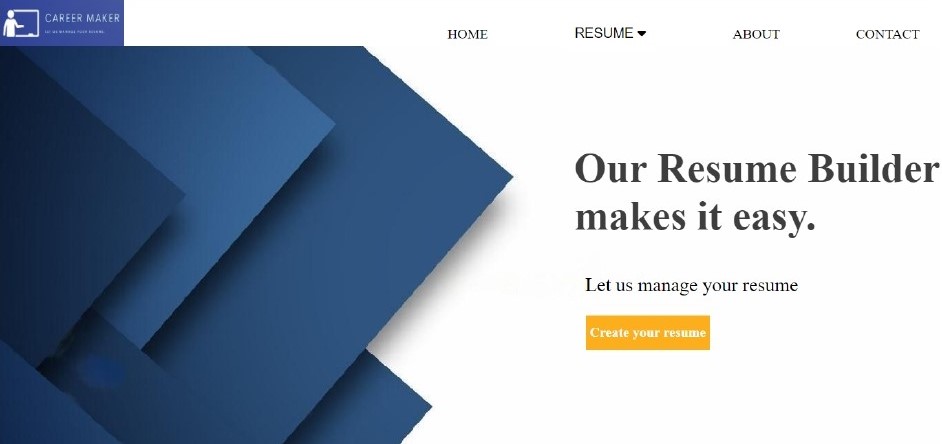 CAREER MAKER
HOME
RESUME
ABOUT
CONTACT
Our Resume Builder
makes it easy.
Let us manage your resume
Create your resume